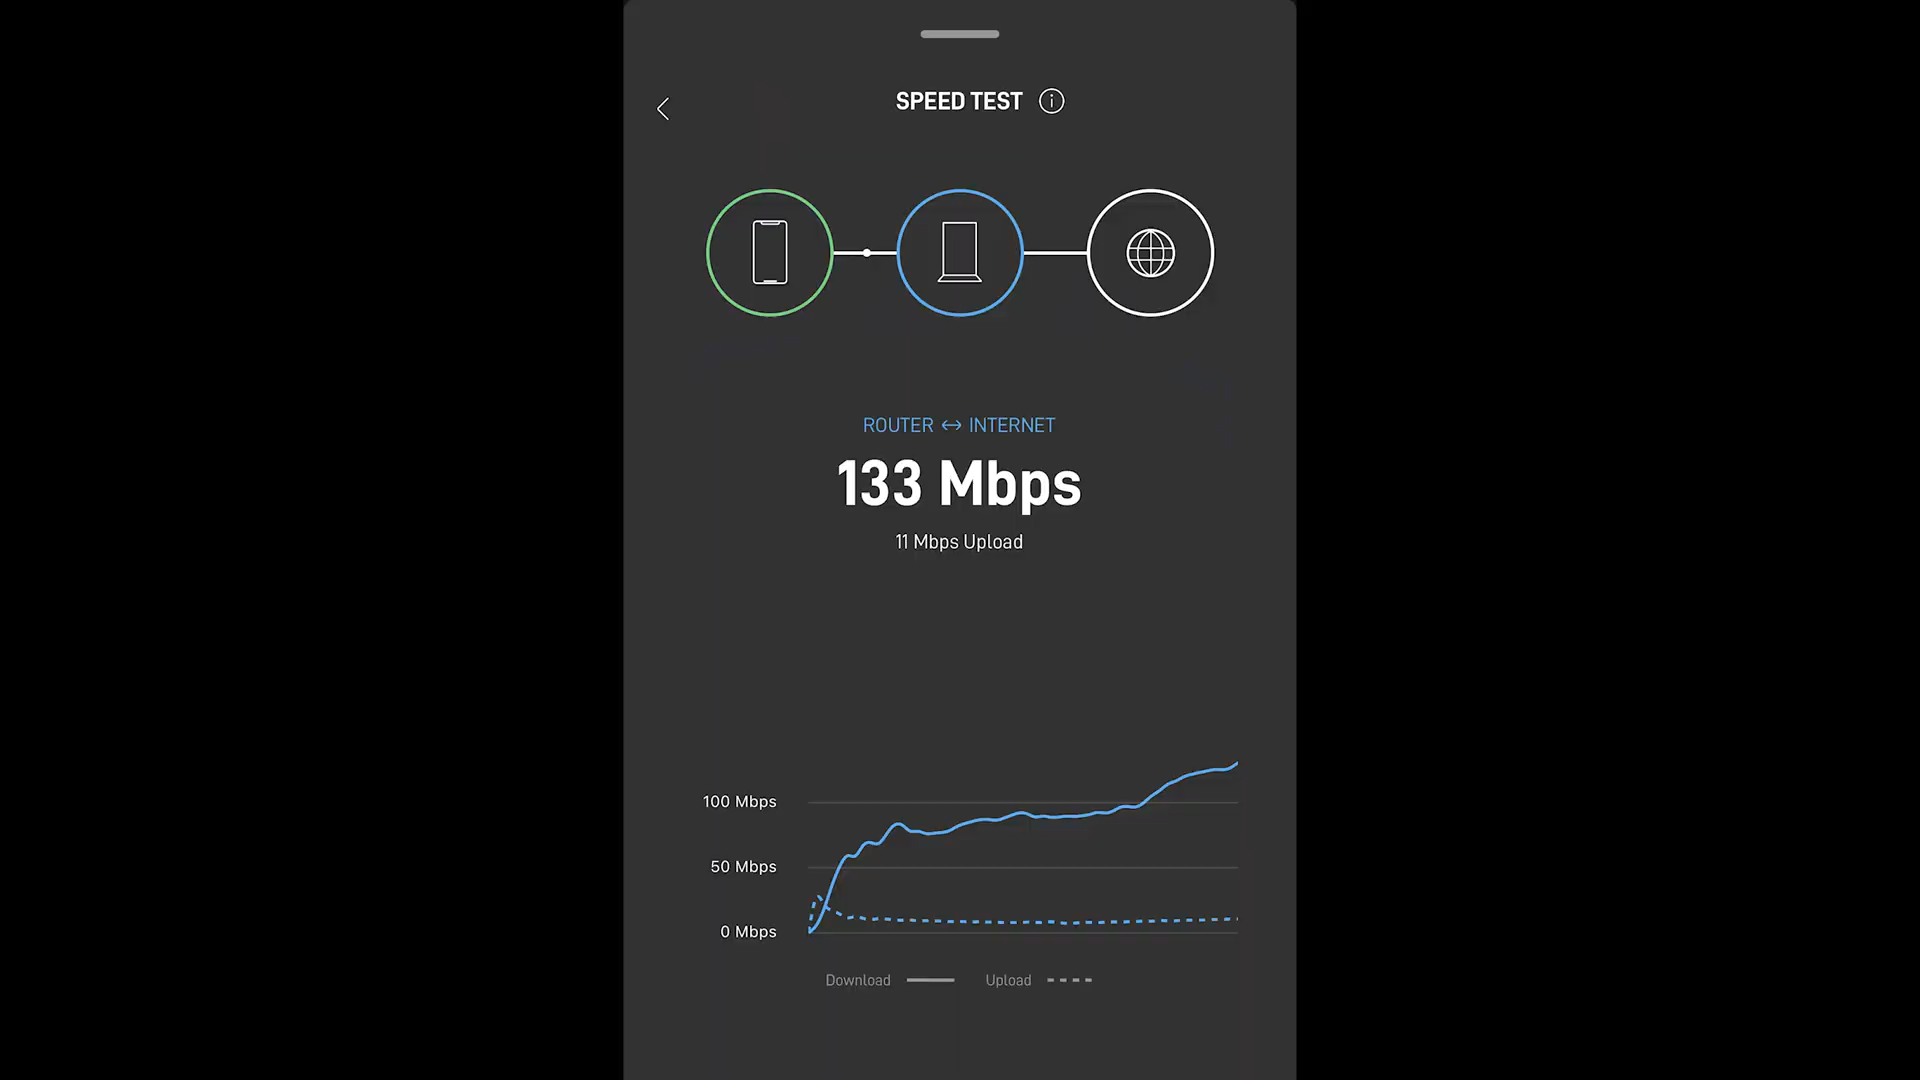 SPEED TEST
ROUTER ↔ INTERNET
133 Mbps
11 Mbps Upload
100 Mbps
50 Mbps
0 Mbps
Download Upload